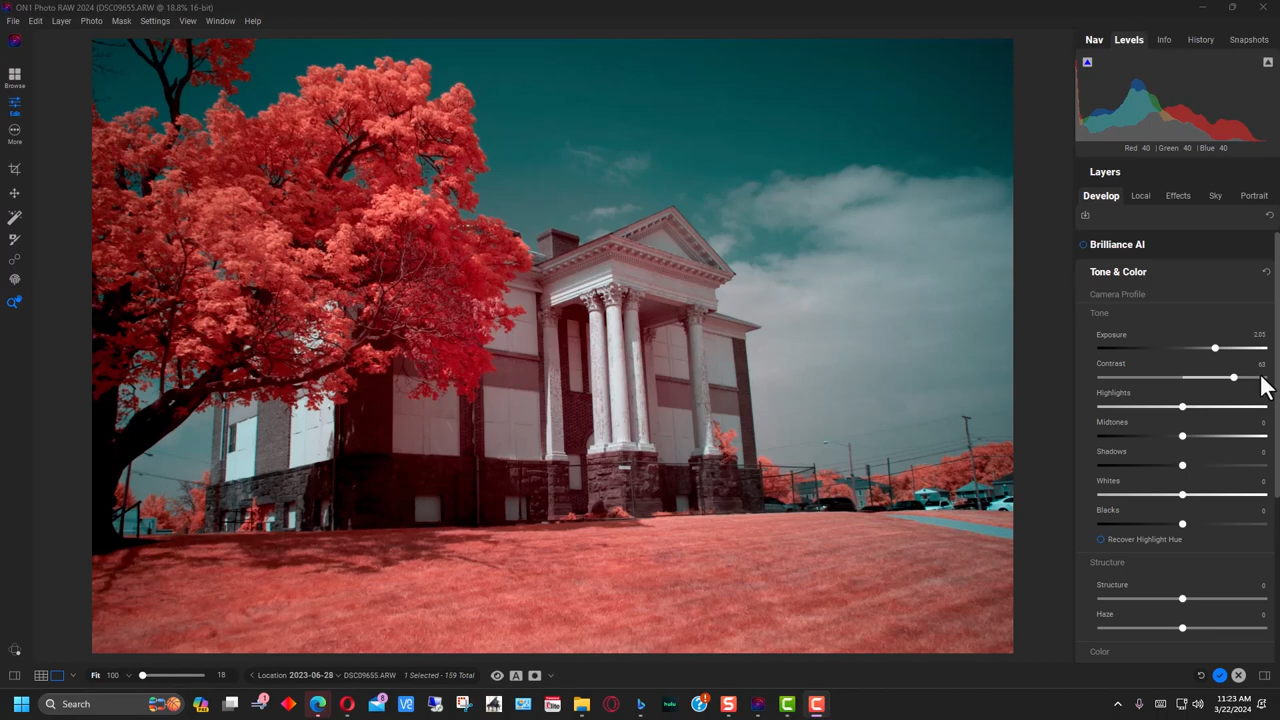 ON1 Photo RAW 2024 (DSC09655.ARW @ 18.8% 16-bit)
File Edit Layer Photo Mask Settings View Window Help
Nav Levels Info History Snapshots
Browse
Edit
More
Red 40 | Green 40 | Blue 40
Layers
Develop Local Effects Sky Portrait
Brilliance AI
Tone & Color
Camera Profile
Tone
Exposure 2.05
Contrast 63
Highlights
Midtones 0
Shadows 0
Whites 0
Blacks 0
Recover Highlight Hue
Structure
Structure 0
Haze 0
Color
Fit 100 18 Location 2023-06-28 DSC09655.ARW 1 Selected - 159 Total A
Search
11:23 AM
3/22/2024